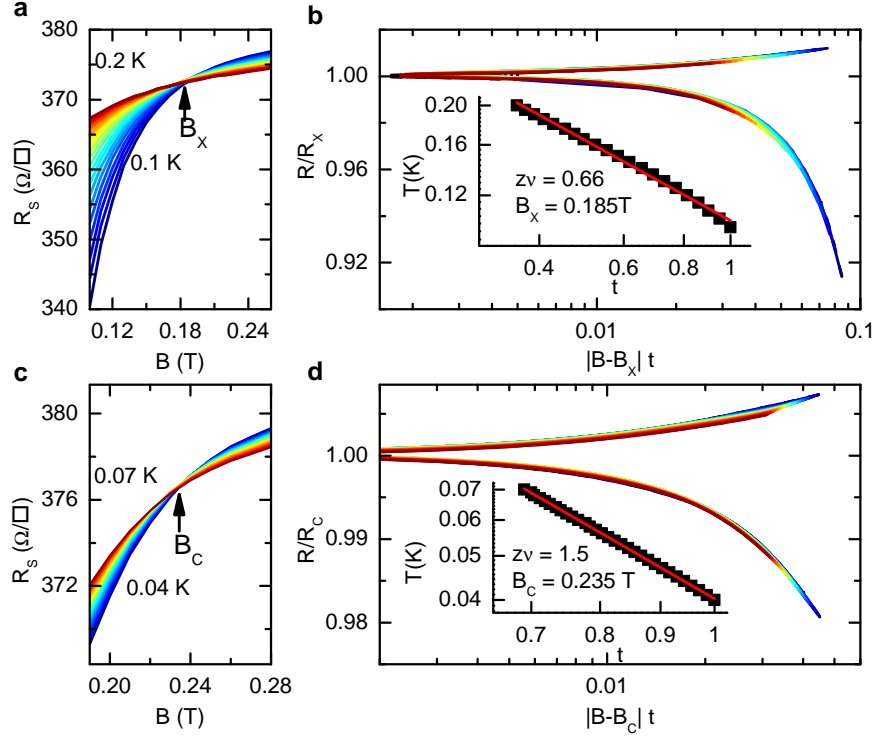 a
380
370
360
350
340
R_S (Ω/□)
0.2 K
0.1 K
B_X
0.12
0.18
0.24
B (T)
b
1.00
0.96
0.92
R/R_X
0.20
0.16
0.12
T(K)
zν = 0.66
B_X = 0.185T
0.4
0.6
0.8
1
t
0.01
0.1
|B-B_X| t
c
380
376
372
R_S (Ω/□)
0.07 K
0.04 K
B_C
0.20
0.24
0.28
B (T)
d
1.00
0.99
0.98
R/R_C
0.07
0.06
0.05
0.04
T(K)
zν = 1.5
B_C = 0.235 T
0.7
0.8
0.9
1
t
0.01
|B-B_C| t